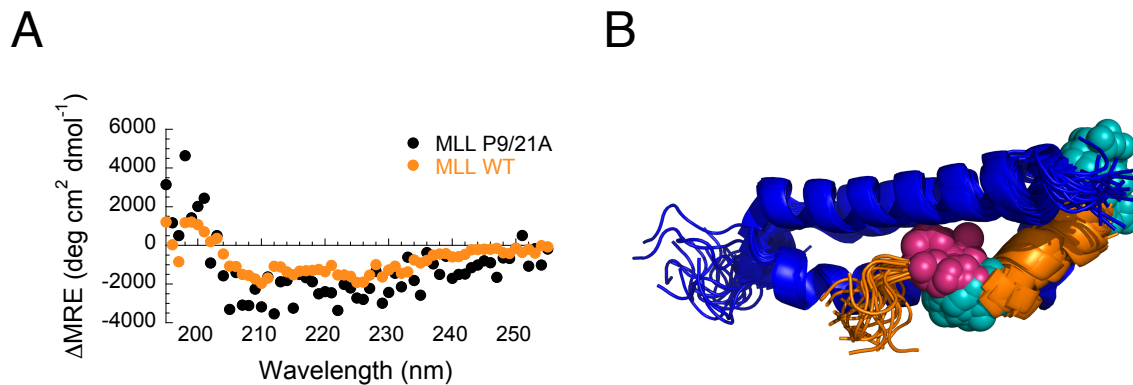 A
B
6000
4000
2000
0
-2000
-4000
ΔMRE (deg cm² dmol⁻¹)
MLL P9/21A
MLL WT
200 210 220 230 240 250
Wavelength (nm)